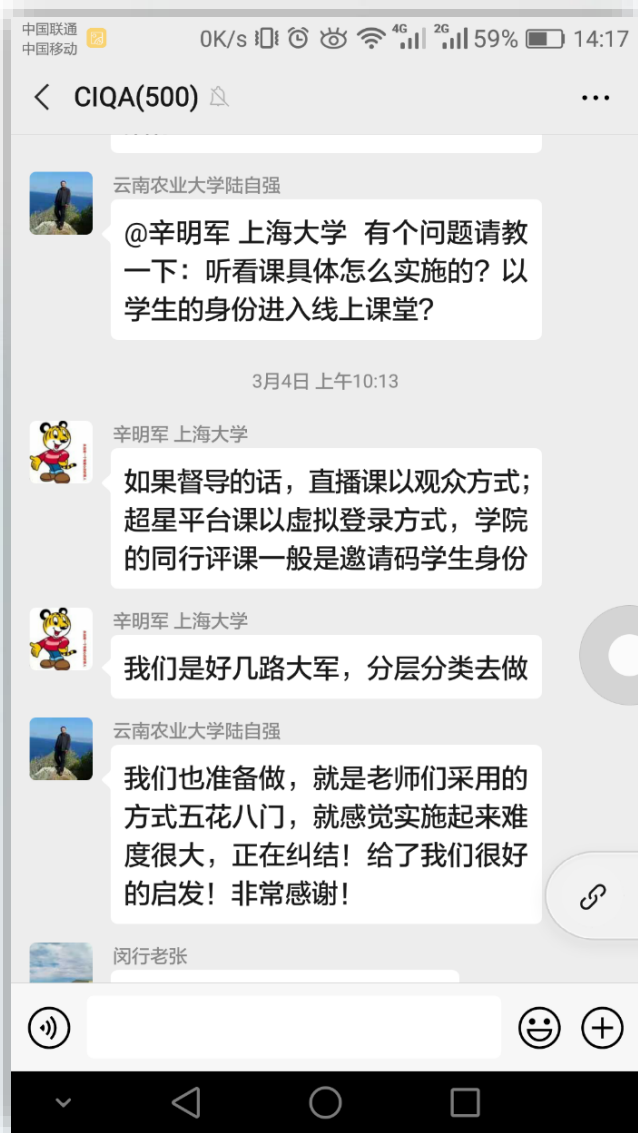 中国联通
中国移动
0K/s 4G 2G 59% 14:17
CIQA(500)
云南农业大学陆自强
@辛明军 上海大学 有个问题请教
一下：听看课具体怎么实施的？以
学生的身份进入线上课堂？
3月4日 上午10:13
辛明军 上海大学
如果督导的话，直播课以观众方式；
超星平台课以虚拟登录方式，学院
的同行评课一般是邀请码学生身份
辛明军 上海大学
我们是好几路大军，分层分类去做
云南农业大学陆自强
我们也准备做，就是老师们采用的
方式五花八门，就感觉实施起来难
度很大，正在纠结！给了我们很好
的启发！非常感谢！
闵行老张